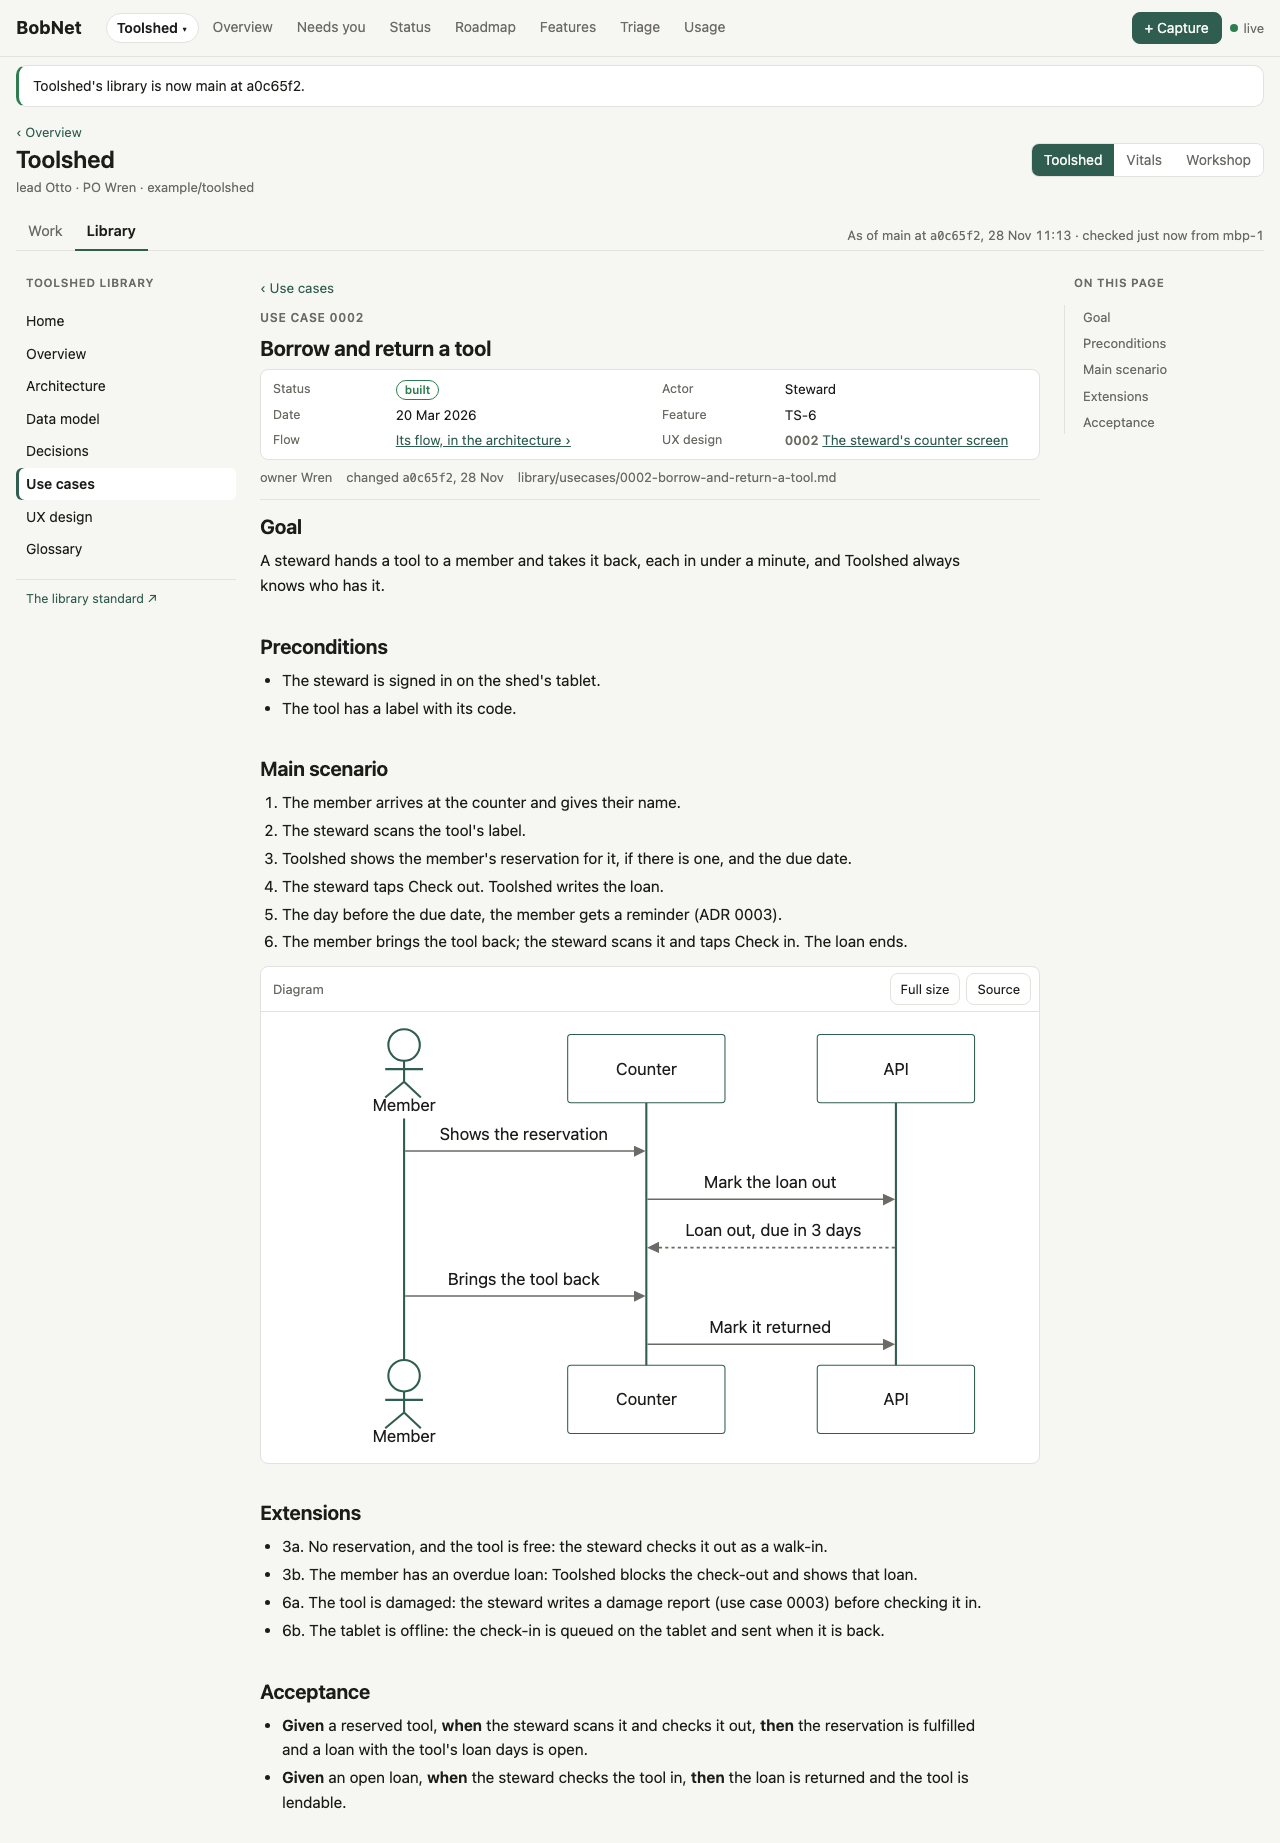 BobNet
Toolshed ▾
Overview
Needs you
Status
Roadmap
Features
Triage
Usage
+ Capture
live
Toolshed's library is now main at a0c65f2.
‹ Overview
Toolshed
lead Otto · PO Wren · example/toolshed
Toolshed
Vitals
Workshop
Work
Library
As of main at a0c65f2, 28 Nov 11:13 · checked just now from mbp-1
TOOLSHED LIBRARY
Home
Overview
Architecture
Data model
Decisions
Use cases
UX design
Glossary
The library standard ↗
‹ Use cases
USE CASE 0002
Borrow and return a tool
Status built Actor Steward
Date 20 Mar 2026 Feature TS-6
Flow Its flow, in the architecture › UX design 0002 The steward's counter screen
owner Wren changed a0c65f2, 28 Nov library/usecases/0002-borrow-and-return-a-tool.md
Goal
A steward hands a tool to a member and takes it back, each in under a minute, and Toolshed always
knows who has it.
Preconditions
• The steward is signed in on the shed's tablet.
• The tool has a label with its code.
Main scenario
1. The member arrives at the counter and gives their name.
2. The steward scans the tool's label.
3. Toolshed shows the member's reservation for it, if there is one, and the due date.
4. The steward taps Check out. Toolshed writes the loan.
5. The day before the due date, the member gets a reminder (ADR 0003).
6. The member brings the tool back; the steward scans it and taps Check in. The loan ends.
Diagram
Full size
Source
Member
Counter
API
Shows the reservation
Mark the loan out
Loan out, due in 3 days
Brings the tool back
Mark it returned
Member
Counter
API
Extensions
• 3a. No reservation, and the tool is free: the steward checks it out as a walk-in.
• 3b. The member has an overdue loan: Toolshed blocks the check-out and shows that loan.
• 6a. The tool is damaged: the steward writes a damage report (use case 0003) before checking it in.
• 6b. The tablet is offline: the check-in is queued on the tablet and sent when it is back.
Acceptance
• Given a reserved tool, when the steward scans it and checks it out, then the reservation is fulfilled
and a loan with the tool's loan days is open.
• Given an open loan, when the steward checks the tool in, then the loan is returned and the tool is
lendable.
ON THIS PAGE
Goal
Preconditions
Main scenario
Extensions
Acceptance